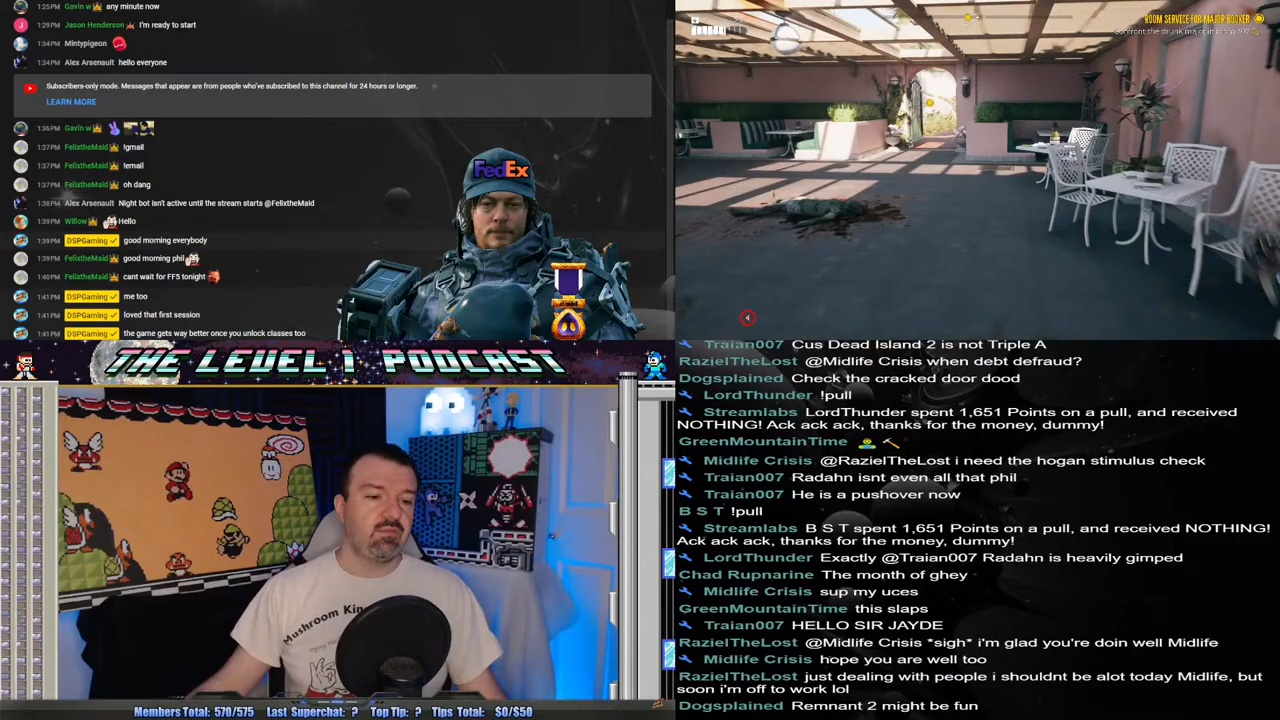 1:25PM Gavin w any minute now
1:29PM Jason Henderson I'm ready to start
1:34PM Mintypigeon
1:34PM Alex Arsenault hello everyone
Subscribers-only mode. Messages that appear are from people who've subscribed to this channel for 24 hours or longer.
LEARN MORE
1:36PM Gavin w
1:37PM FelixtheMaid !gmail
1:37PM FelixtheMaid !email
1:37PM FelixtheMaid oh dang
1:38PM Alex Arsenault Night bot isn't active until the stream starts @FelixtheMaid
1:39PM Willow Hello
1:39PM DSPGaming good morning everybody
1:39PM FelixtheMaid good morning phil
1:40PM FelixtheMaid cant wait for FF5 tonight
1:41PM DSPGaming me too
1:41PM DSPGaming loved that first session
1:41PM DSPGaming the game gets way better once you unlock classes too
FedEx
ROOM SERVICE FOR MAJOR BOOKER
Confront the drunk major in room 407
THE LEVEL 1 PODCAST
Mushroom King
Members Total: 570/575 Last Superchat: ? Top Tip: ? Tips Total: $0/$50
Traian007 Cus Dead Island 2 is not Triple A
RazielTheLost @Midlife Crisis when debt defraud?
Dogsplained Check the cracked door dood
LordThunder !pull
Streamlabs LordThunder spent 1,651 Points on a pull, and received
NOTHING! Ack ack ack, thanks for the money, dummy!
GreenMountainTime
Midlife Crisis @RazielTheLost i need the hogan stimulus check
Traian007 Radahn isnt even all that phil
Traian007 He is a pushover now
B S T !pull
Streamlabs B S T spent 1,651 Points on a pull, and received NOTHING!
Ack ack ack, thanks for the money, dummy!
LordThunder Exactly @Traian007 Radahn is heavily gimped
Chad Rupnarine The month of ghey
Midlife Crisis sup my uces
GreenMountainTime this slaps
Traian007 HELLO SIR JAYDE
RazielTheLost @Midlife Crisis *sigh* i'm glad you're doin well Midlife
Midlife Crisis hope you are well too
RazielTheLost just dealing with people i shouldnt be alot today Midlife, but
soon i'm off to work lol
Dogsplained Remnant 2 might be fun